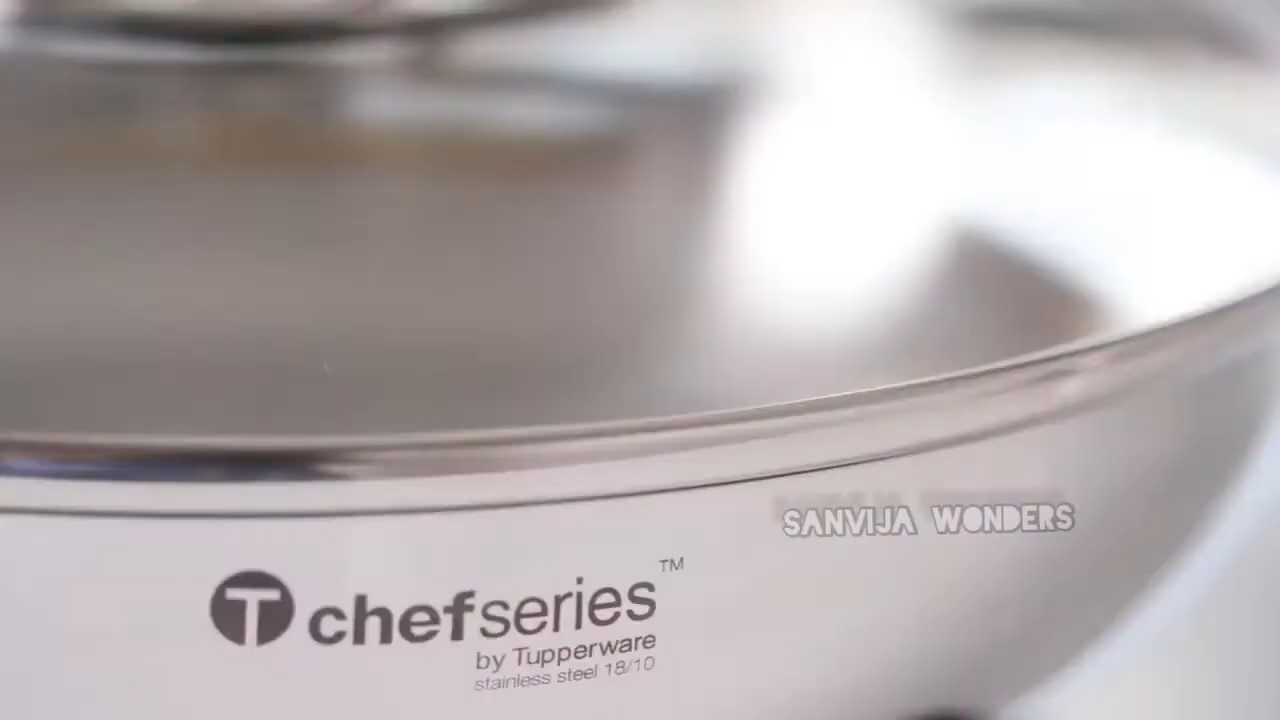 SANVIJA WONDERS
T chefseries™
by Tupperware
stainless steel 18/10